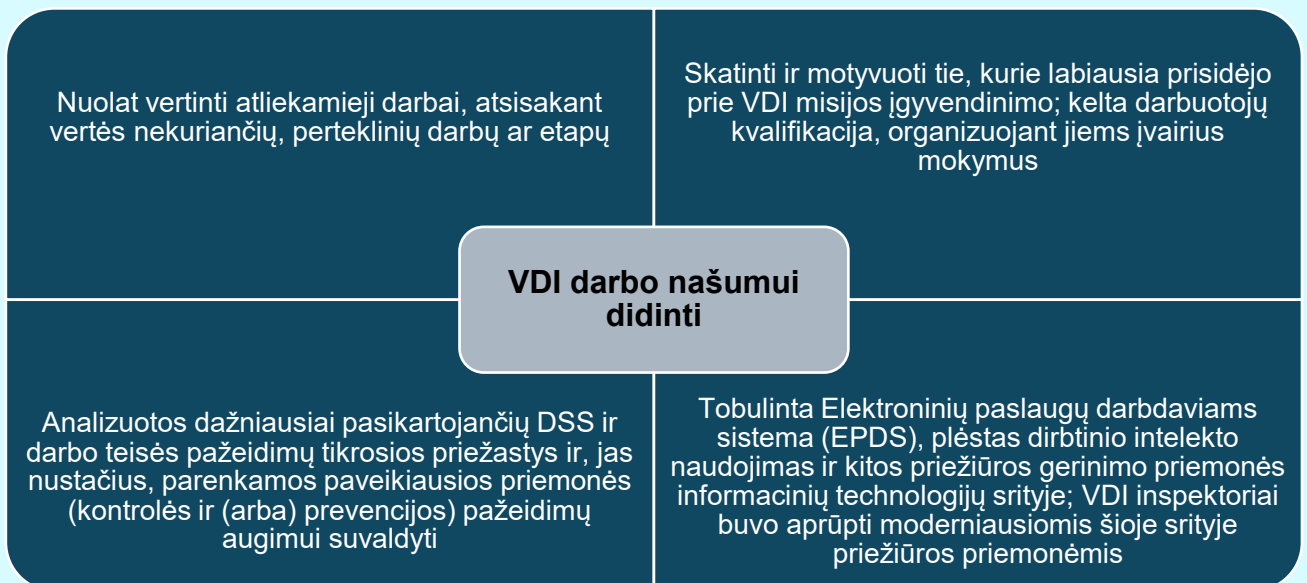 Nuolat vertinti atliekamieji darbai, atsisakant
vertės nekuriančių, perteklinių darbų ar etapų
Skatinti ir motyvuoti tie, kurie labiausia prisidėjo
prie VDI misijos įgyvendinimo; kelta darbuotojų
kvalifikacija, organizuojant jiems įvairius
mokymus
VDI darbo našumui
didinti
Analizuotos dažniausiai pasikartojančių DSS ir
darbo teisės pažeidimų tikrosios priežastys ir, jas
nustačius, parenkamos paveikiausios priemonės
(kontrolės ir (arba) prevencijos) pažeidimų
augimui suvaldyti
Tobulinta Elektroninių paslaugų darbdaviams
sistema (EPDS), plėstas dirbtinio intelekto
naudojimas ir kitos priežiūros gerinimo priemonės
informacinių technologijų srityje; VDI inspektoriai
buvo aprūpti moderniausiomis šioje srityje
priežiūros priemonėmis